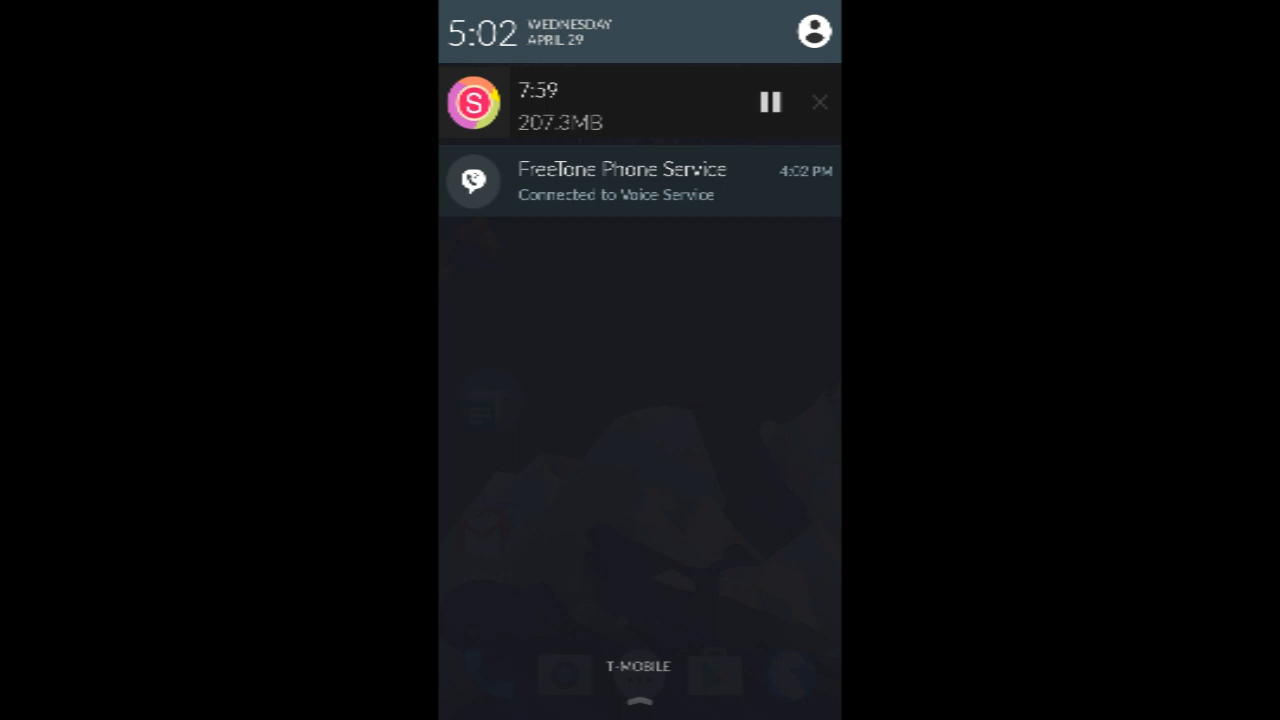 5:02
WEDNESDAY
APRIL 29
S
7:59
207.3MB
FreeTone Phone Service
4:02 PM
Connected to Voice Service
T-MOBILE